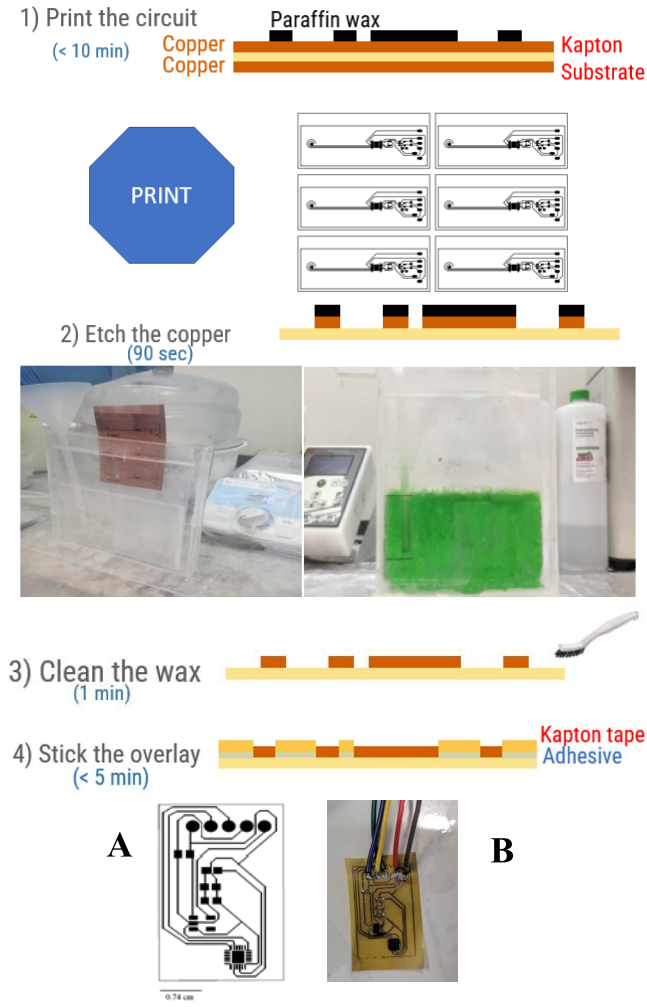 1) Print the circuit
(< 10 min)
Paraffin wax
Copper
Copper
Kapton
Substrate
PRINT
2) Etch the copper
(90 sec)
3) Clean the wax
(1 min)
4) Stick the overlay
(< 5 min)
Kapton tape
Adhesive
A
B
0.74 cm